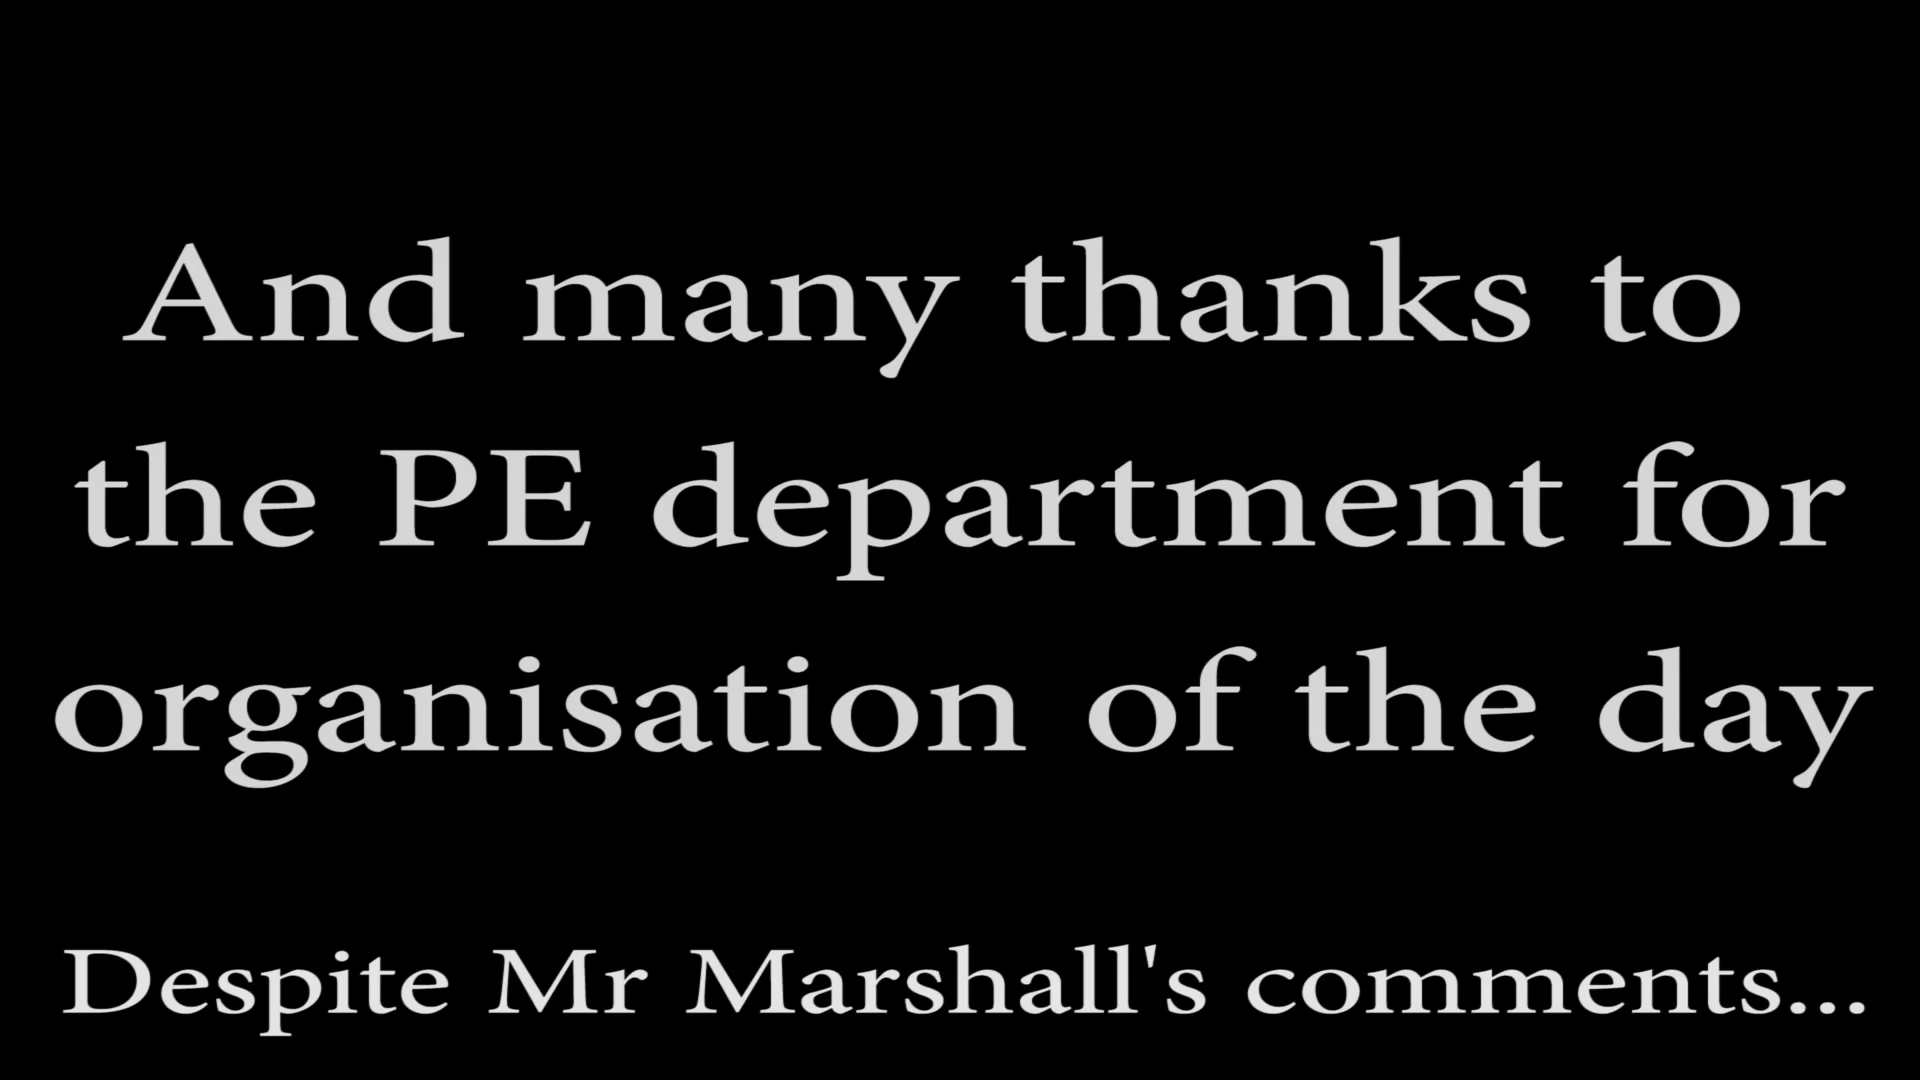 And many thanks to
the PE department for
organisation of the day
Despite Mr Marshall's comments...